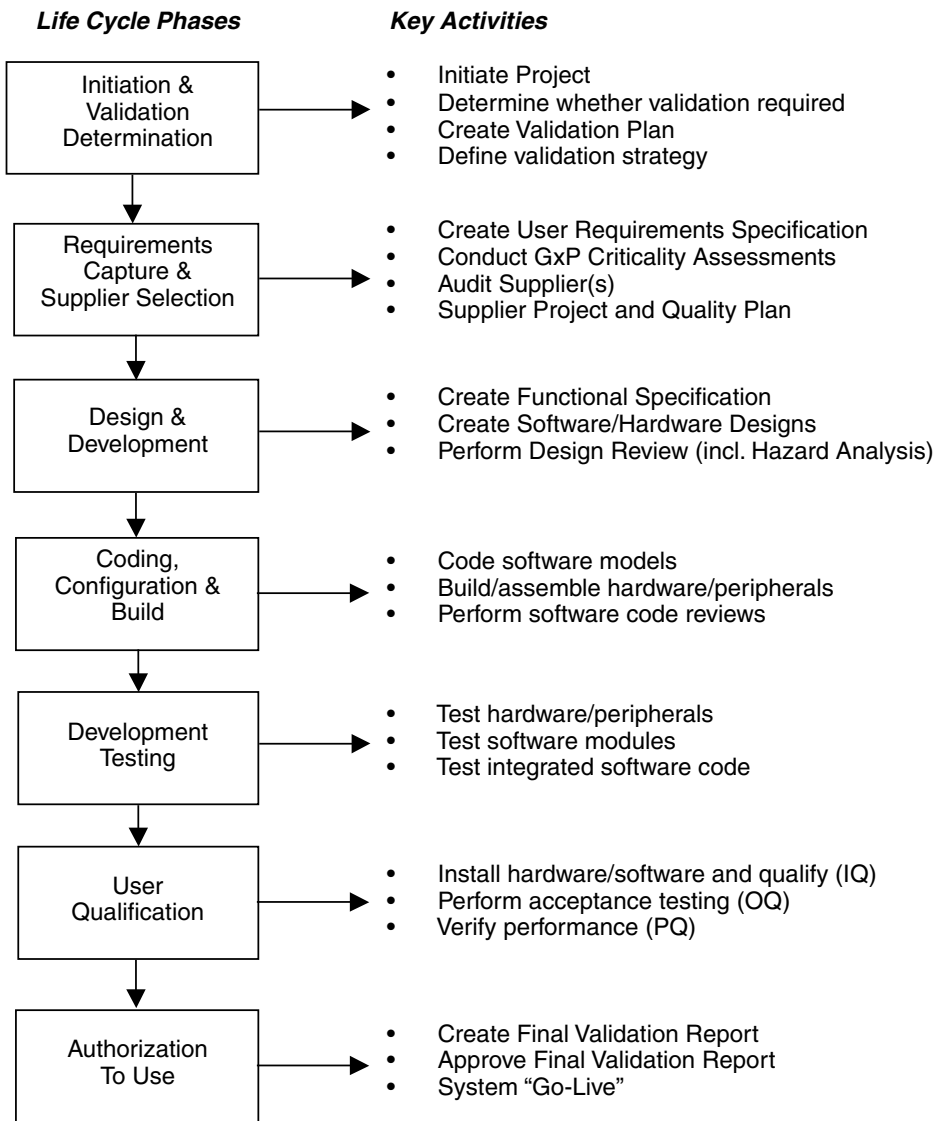 Life Cycle Phases
Key Activities
Initiation &
Validation
Determination
• Initiate Project
• Determine whether validation required
• Create Validation Plan
• Define validation strategy
Requirements
Capture &
Supplier Selection
• Create User Requirements Specification
• Conduct GxP Criticality Assessments
• Audit Supplier(s)
• Supplier Project and Quality Plan
Design &
Development
• Create Functional Specification
• Create Software/Hardware Designs
• Perform Design Review (incl. Hazard Analysis)
Coding,
Configuration &
Build
• Code software models
• Build/assemble hardware/peripherals
• Perform software code reviews
Development
Testing
• Test hardware/peripherals
• Test software modules
• Test integrated software code
User
Qualification
• Install hardware/software and qualify (IQ)
• Perform acceptance testing (OQ)
• Verify performance (PQ)
Authorization
To Use
• Create Final Validation Report
• Approve Final Validation Report
• System “Go-Live”